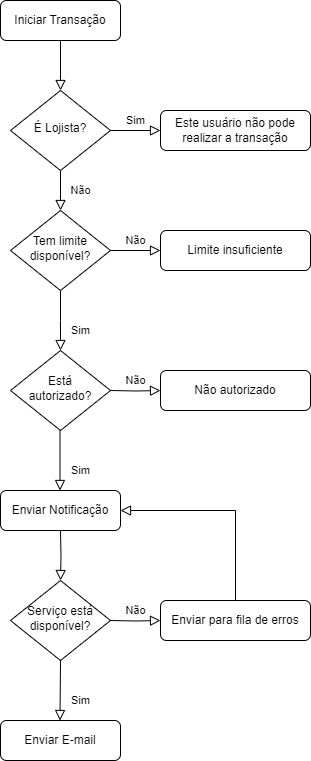 Iniciar Transação
É Lojista?
Sim
Este usuário não pode
realizar a transação
Não
Tem limite
disponível?
Não
Limite insuficiente
Sim
Está
autorizado?
Não
Não autorizado
Sim
Enviar Notificação
Serviço está
disponível?
Não
Enviar para fila de erros
Sim
Enviar E-mail